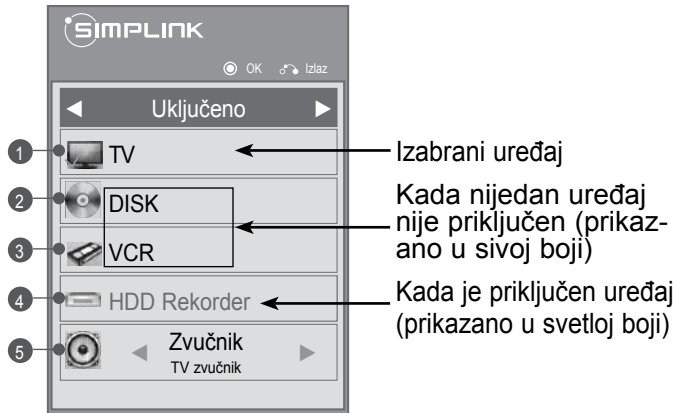 SIMPLINK
OK Izlaz
Uključeno
1 TV
2 DISK
3 VCR
4 HDD Rekorder
5 Zvučnik
TV zvučnik
Izabrani uređaj
Kada nijedan uređaj
nije priključen (prikaz-
ano u sivoj boji)
Kada je priključen uređaj
(prikazano u svetloj boji)